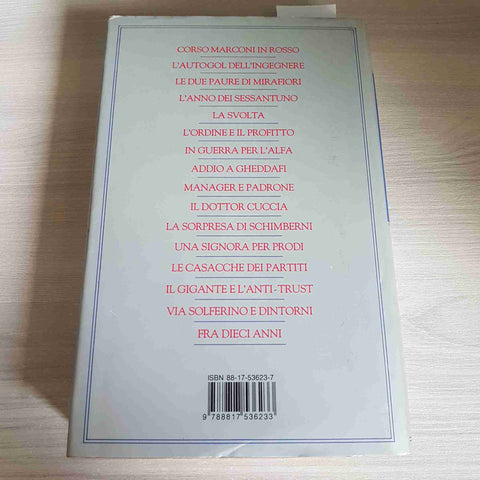 CORSO MARCONI IN ROSSO
L'AUTOGOL DELL'INGEGNERE
LE DUE PAURE DI MIRAFIORI
L'ANNO DEI SESSANTUNO
LA SVOLTA
L'ORDINE E IL PROFITTO
IN GUERRA PER L'ALFA
ADDIO A GHEDDAFI
MANAGER E PADRONE
IL DOTTOR CUCCIA
LA SORPRESA DI SCHIMBERNI
UNA SIGNORA PER PRODI
LE CASACCHE DEI PARTITI
IL GIGANTE E L'ANTI-TRUST
VIA SOLFERINO E DINTORNI
FRA DIECI ANNI
ISBN 88-17-53623-7
9 788817 536233